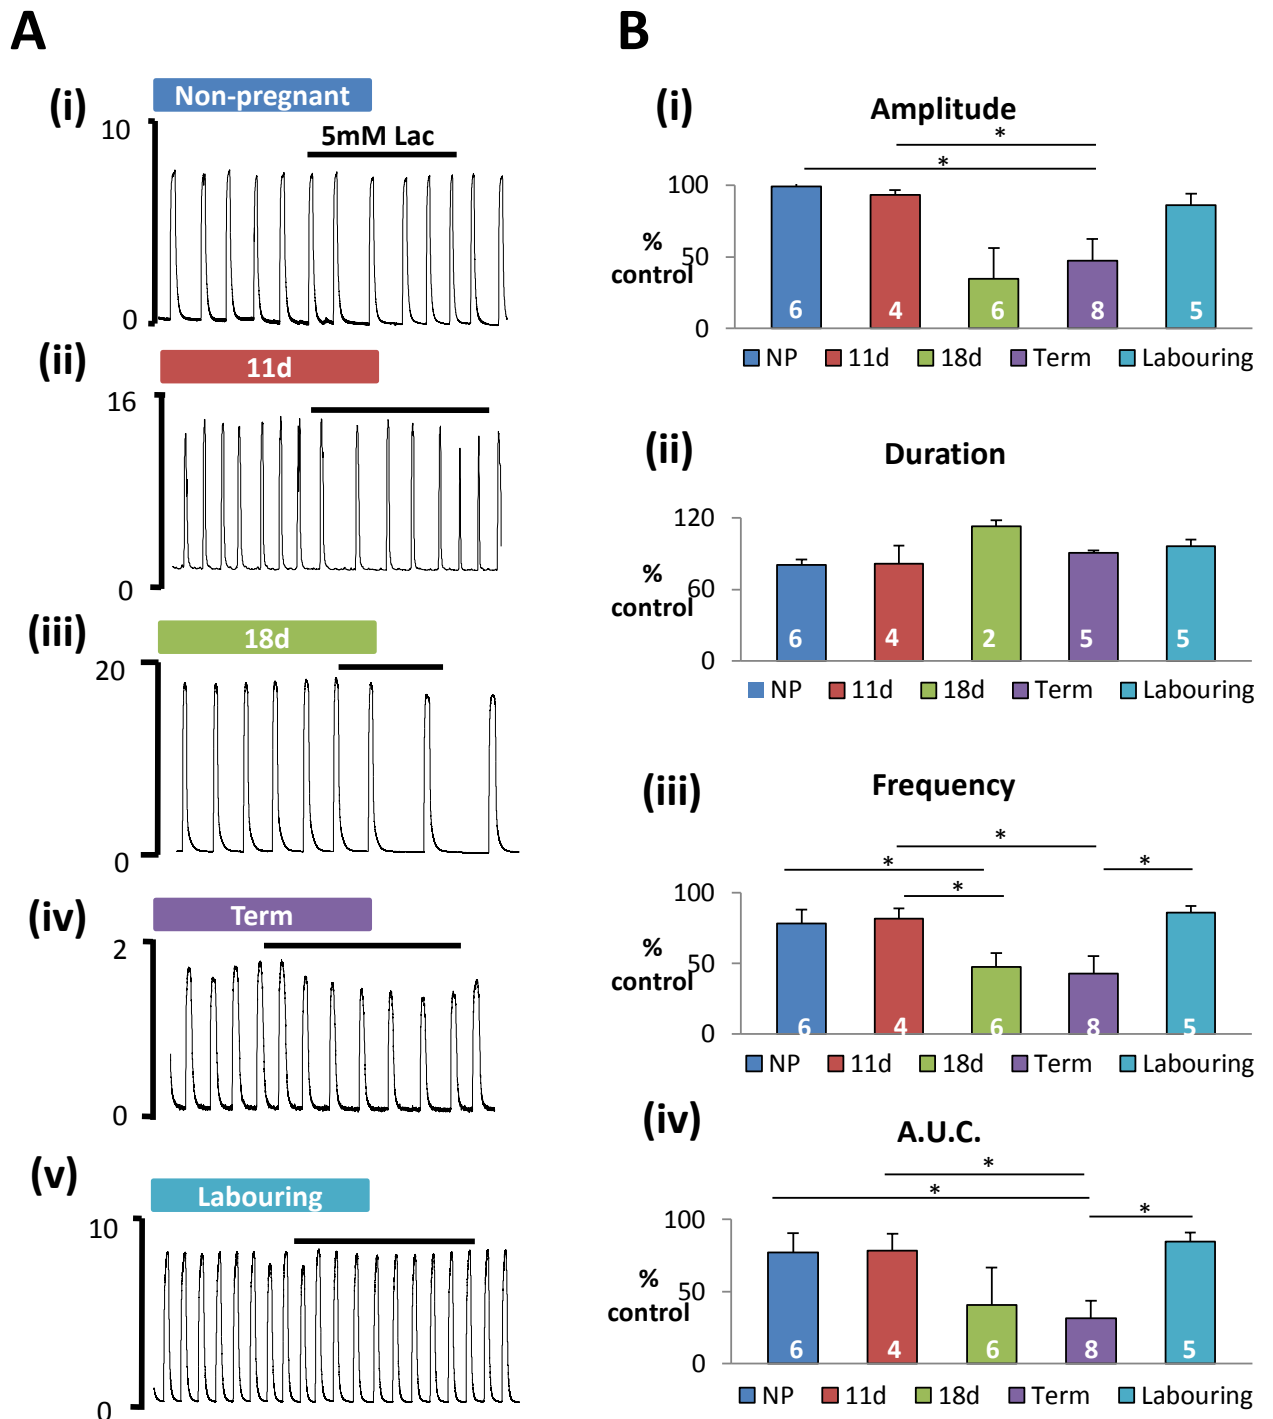 A
(i)
Non-pregnant
10
5mM Lac
0
(ii)
11d
16
0
(iii)
18d
20
0
(iv)
Term
2
1
0
(v)
Labouring
10
0
B
(i)
Amplitude
*
*
100
50
0
%
control
6 4 6 8 5
NP 11d 18d Term Labouring
(ii)
Duration
120
60
0
%
control
6 4 2 5 5
NP 11d 18d Term Labouring
(iii)
Frequency
*
* *
*
100
50
0
%
control
6 4 6 8 5
NP 11d 18d Term Labouring
(iv)
A.U.C.
*
*
*
100
50
0
%
control
6 4 6 8 5
NP 11d 18d Term Labouring